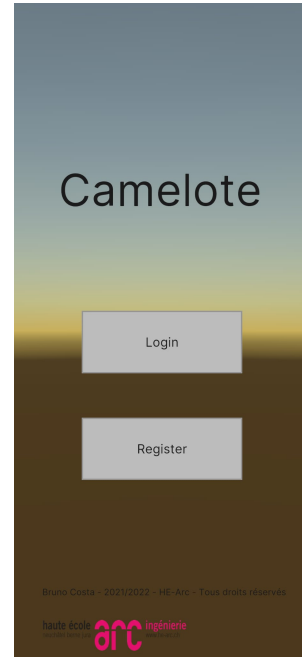 Camelote
Login
Register
Bruno Costa - 2021/2022 - HE-Arc - Tous droits réservés
haute école
arc
ingénierie